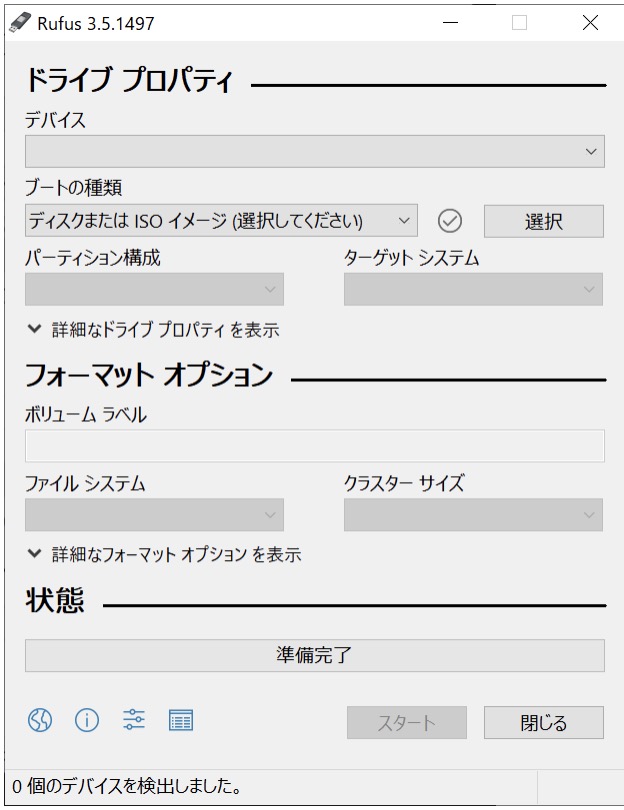 Rufus 3.5.1497
ドライブ プロパティ
デバイス
ブートの種類
ディスクまたは ISO イメージ (選択してください)
選択
パーティション構成
ターゲット システム
詳細なドライブ プロパティ を表示
フォーマット オプション
ボリューム ラベル
ファイル システム
クラスター サイズ
詳細なフォーマット オプション を表示
状態
準備完了
スタート
閉じる
0 個のデバイスを検出しました。